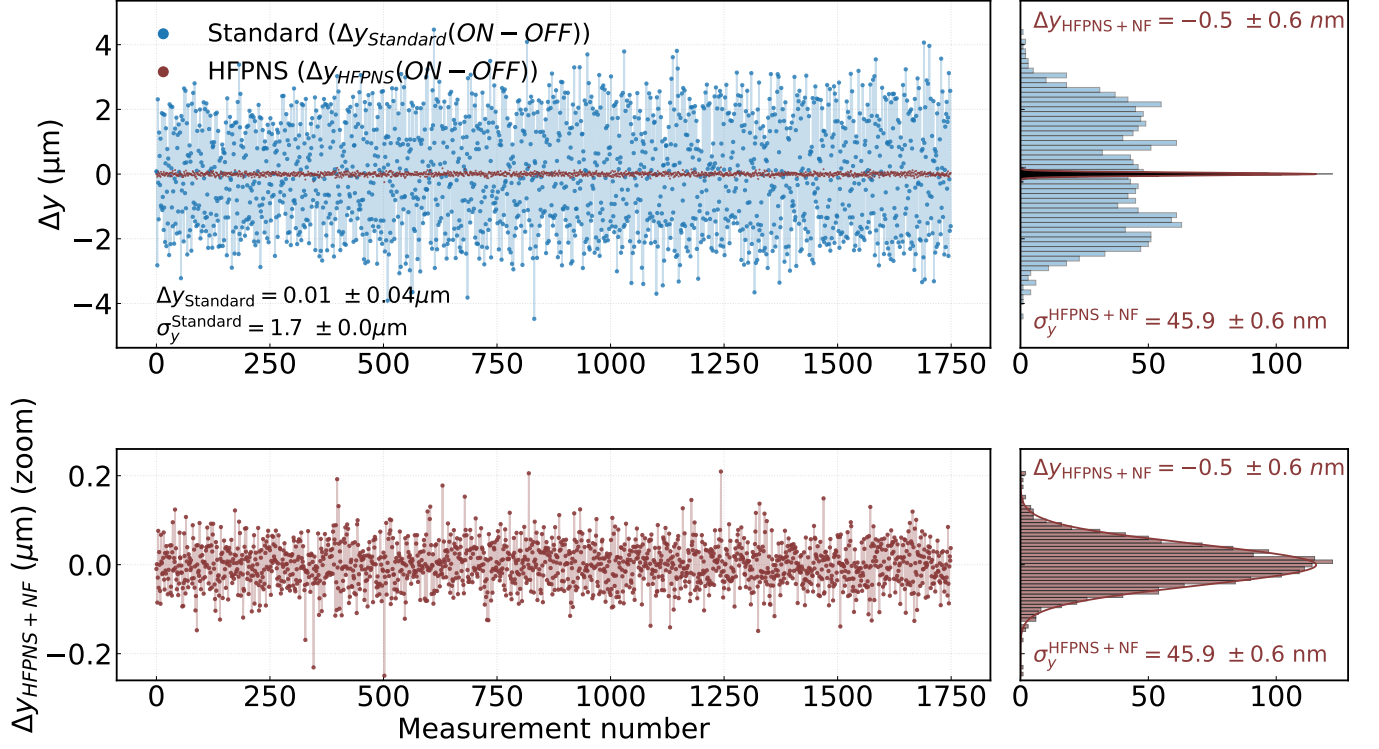 Standard (Δy_Standard(ON − OFF))
HFPNS (Δy_HFPNS(ON − OFF))
Δy (μm)
4
2
0
−2
−4
Δy_Standard = 0.01 ± 0.04μm
σ_y^Standard = 1.7 ± 0.0μm
0 250 500 750 1000 1250 1500 1750
Δy_HFPNS + NF = −0.5 ± 0.6 nm
σ_y^HFPNS + NF = 45.9 ± 0.6 nm
0 50 100
Δy_HFPNS + NF (μm) (zoom)
0.2
0.0
−0.2
0 250 500 750 1000 1250 1500 1750
Measurement number
Δy_HFPNS + NF = −0.5 ± 0.6 nm
σ_y^HFPNS + NF = 45.9 ± 0.6 nm
0 50 100